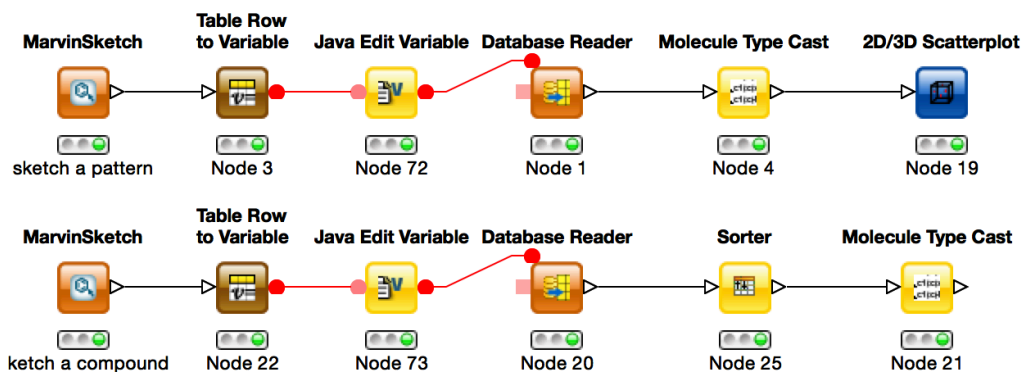 Table Row
MarvinSketch to Variable Java Edit Variable Database Reader Molecule Type Cast 2D/3D Scatterplot
sketch a pattern Node 3 Node 72 Node 1 Node 4 Node 19
Table Row
MarvinSketch to Variable Java Edit Variable Database Reader Sorter Molecule Type Cast
ketch a compound Node 22 Node 73 Node 20 Node 25 Node 21